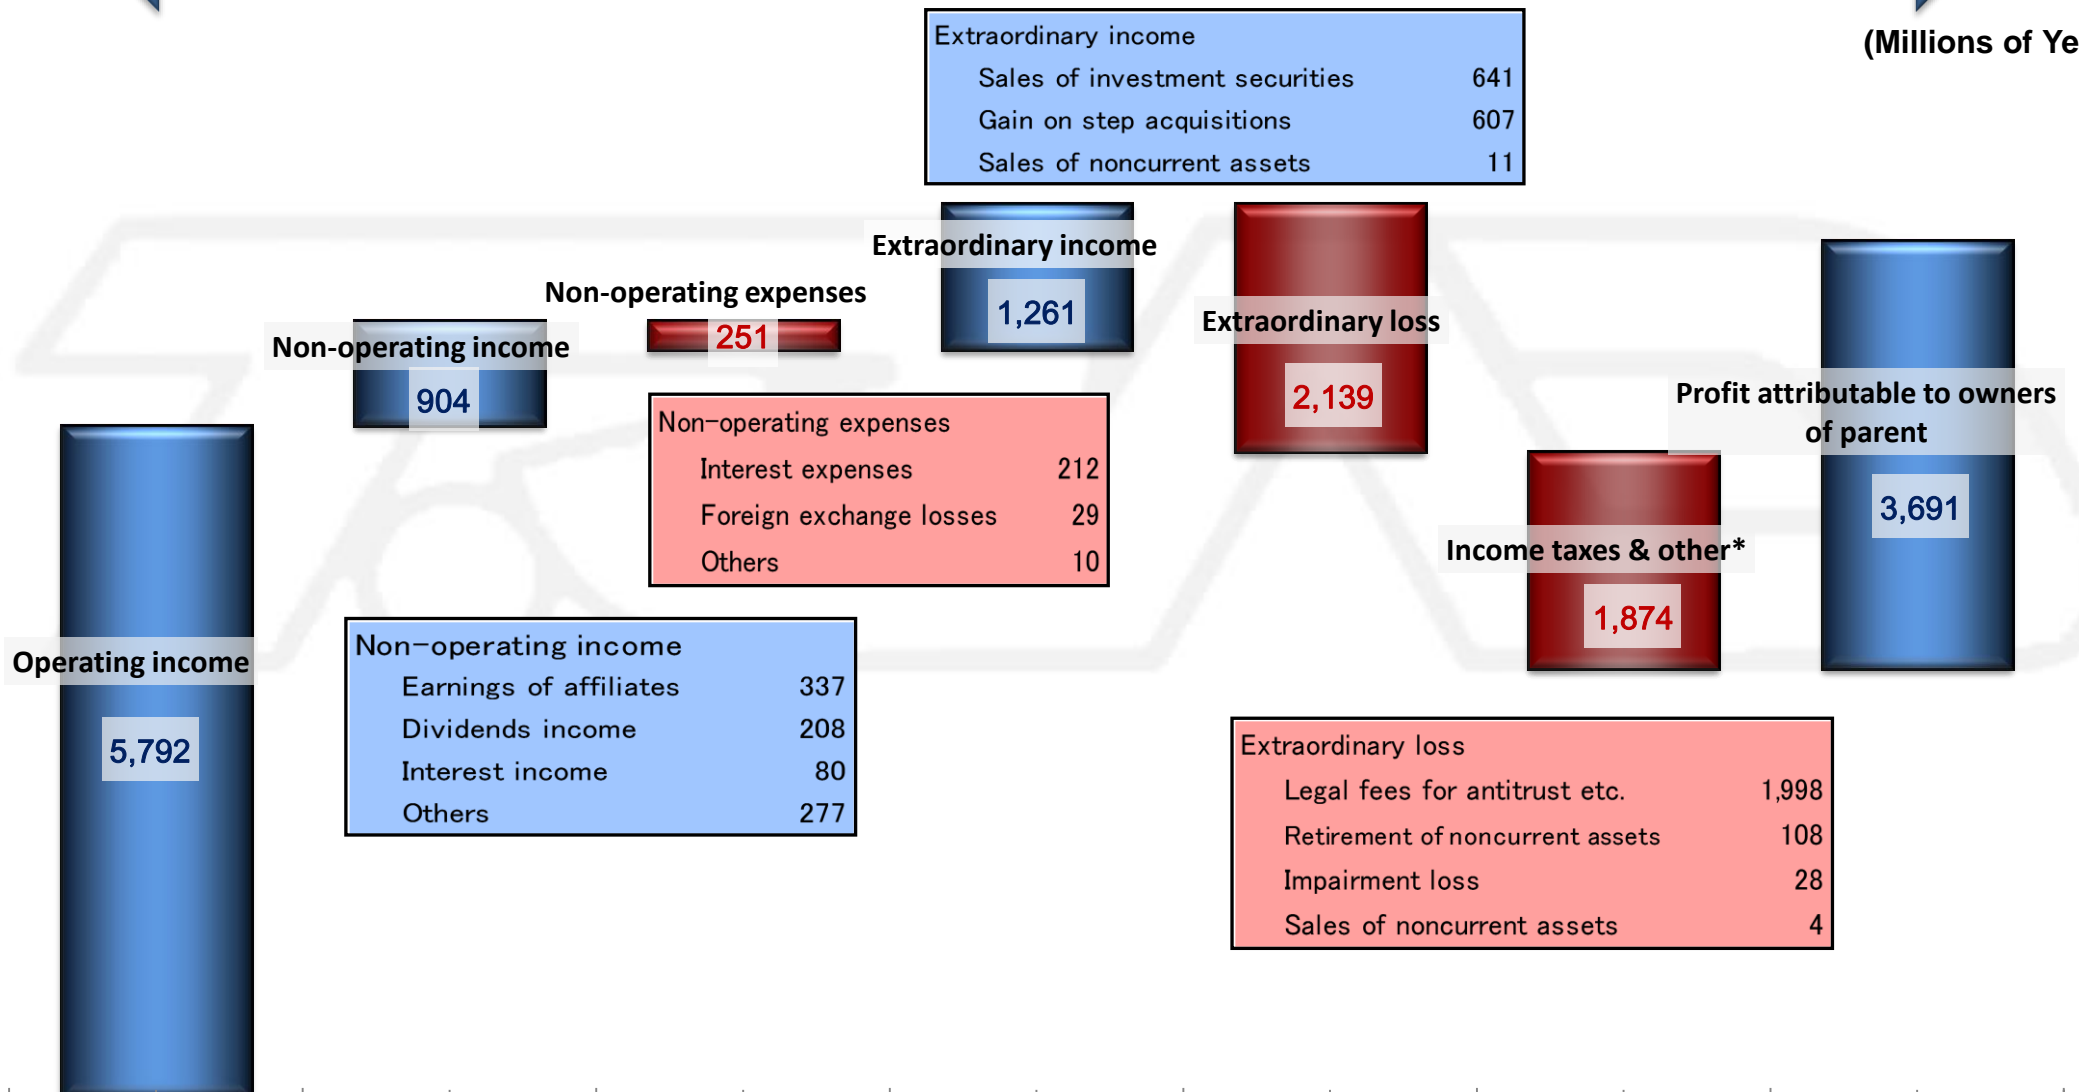 (Millions of Ye
Extraordinary income
Sales of investment securities 641
Gain on step acquisitions 607
Sales of noncurrent assets 11
Extraordinary income
1,261
Non-operating expenses
251
Non-operating income
904
Extraordinary loss
2,139
Profit attributable to owners
of parent
3,691
Non-operating expenses
Interest expenses 212
Foreign exchange losses 29
Others 10
Income taxes & other*
1,874
Operating income
5,792
Non-operating income
Earnings of affiliates 337
Dividends income 208
Interest income 80
Others 277
Extraordinary loss
Legal fees for antitrust etc. 1,998
Retirement of noncurrent assets 108
Impairment loss 28
Sales of noncurrent assets 4